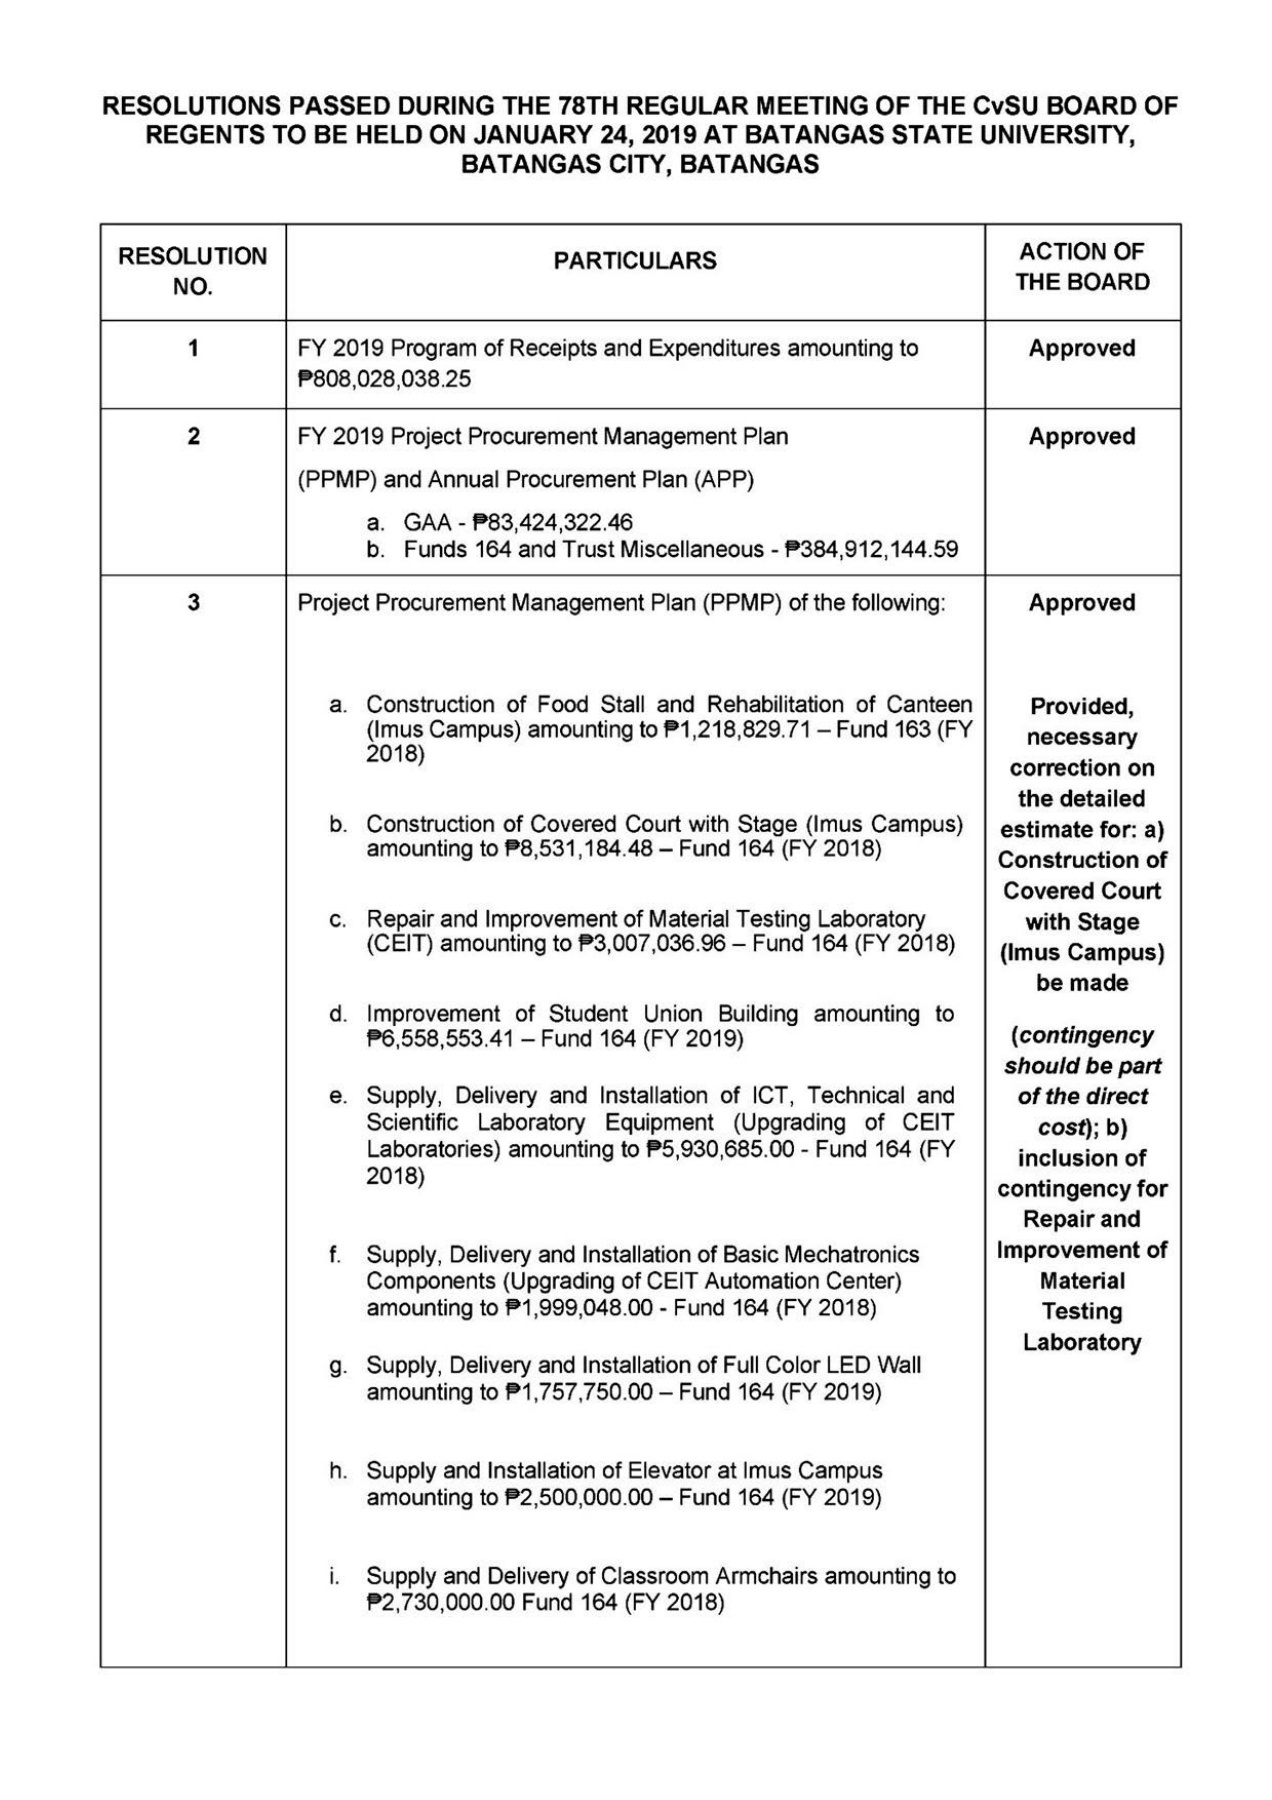 RESOLUTIONS PASSED DURING THE 78TH REGULAR MEETING OF THE CvSU BOARD OF
REGENTS TO BE HELD ON JANUARY 24, 2019 AT BATANGAS STATE UNIVERSITY,
BATANGAS CITY, BATANGAS
RESOLUTION
NO.
PARTICULARS
ACTION OF
THE BOARD
1
FY 2019 Program of Receipts and Expenditures amounting to
₱808,028,038.25
Approved
2
FY 2019 Project Procurement Management Plan
(PPMP) and Annual Procurement Plan (APP)
a. GAA - ₱83,424,322.46
b. Funds 164 and Trust Miscellaneous - ₱384,912,144.59
Approved
3
Project Procurement Management Plan (PPMP) of the following:
a. Construction of Food Stall and Rehabilitation of Canteen
(Imus Campus) amounting to ₱1,218,829.71 – Fund 163 (FY
2018)
b. Construction of Covered Court with Stage (Imus Campus)
amounting to ₱8,531,184.48 – Fund 164 (FY 2018)
c. Repair and Improvement of Material Testing Laboratory
(CEIT) amounting to ₱3,007,036.96 – Fund 164 (FY 2018)
d. Improvement of Student Union Building amounting to
₱6,558,553.41 – Fund 164 (FY 2019)
e. Supply, Delivery and Installation of ICT, Technical and
Scientific Laboratory Equipment (Upgrading of CEIT
Laboratories) amounting to ₱5,930,685.00 - Fund 164 (FY
2018)
f. Supply, Delivery and Installation of Basic Mechatronics
Components (Upgrading of CEIT Automation Center)
amounting to ₱1,999,048.00 - Fund 164 (FY 2018)
g. Supply, Delivery and Installation of Full Color LED Wall
amounting to ₱1,757,750.00 – Fund 164 (FY 2019)
h. Supply and Installation of Elevator at Imus Campus
amounting to ₱2,500,000.00 – Fund 164 (FY 2019)
i. Supply and Delivery of Classroom Armchairs amounting to
₱2,730,000.00 Fund 164 (FY 2018)
Approved
Provided,
necessary
correction on
the detailed
estimate for: a)
Construction of
Covered Court
with Stage
(Imus Campus)
be made
(contingency
should be part
of the direct
cost); b)
inclusion of
contingency for
Repair and
Improvement of
Material
Testing
Laboratory